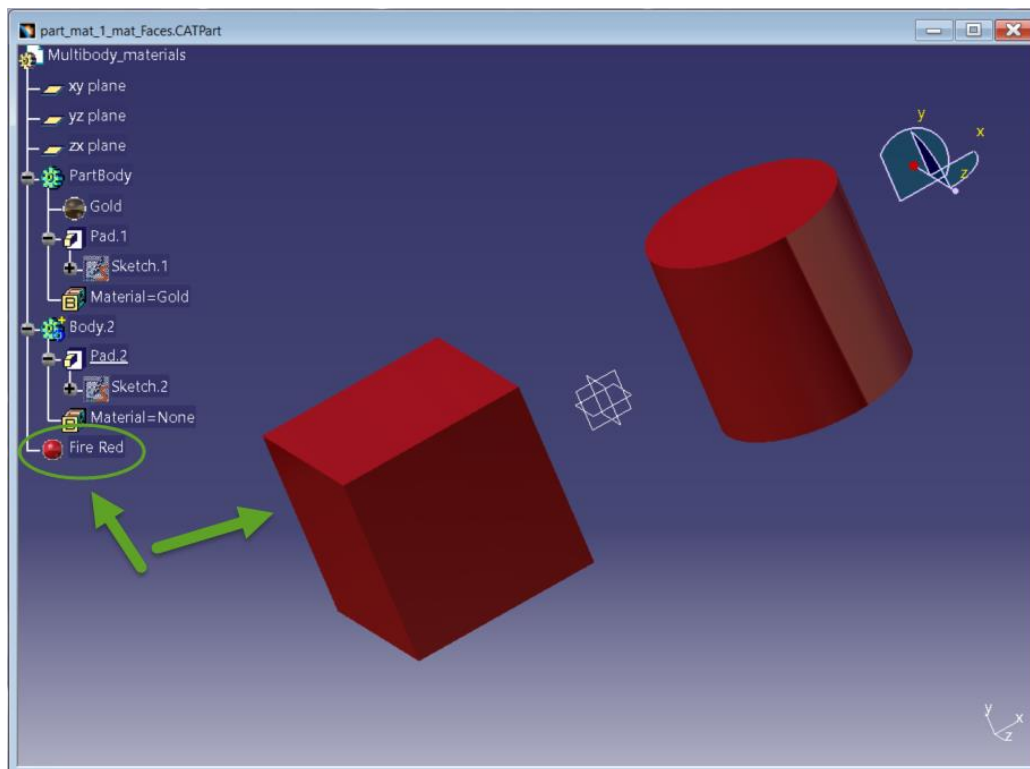 part_mat_1_mat_Faces.CATPart
Multibody_materials
xy plane
yz plane
zx plane
PartBody
Gold
Pad.1
Sketch.1
Material=Gold
Body.2
Pad.2
Sketch.2
Material=None
Fire Red
y
x
z
y
x
z